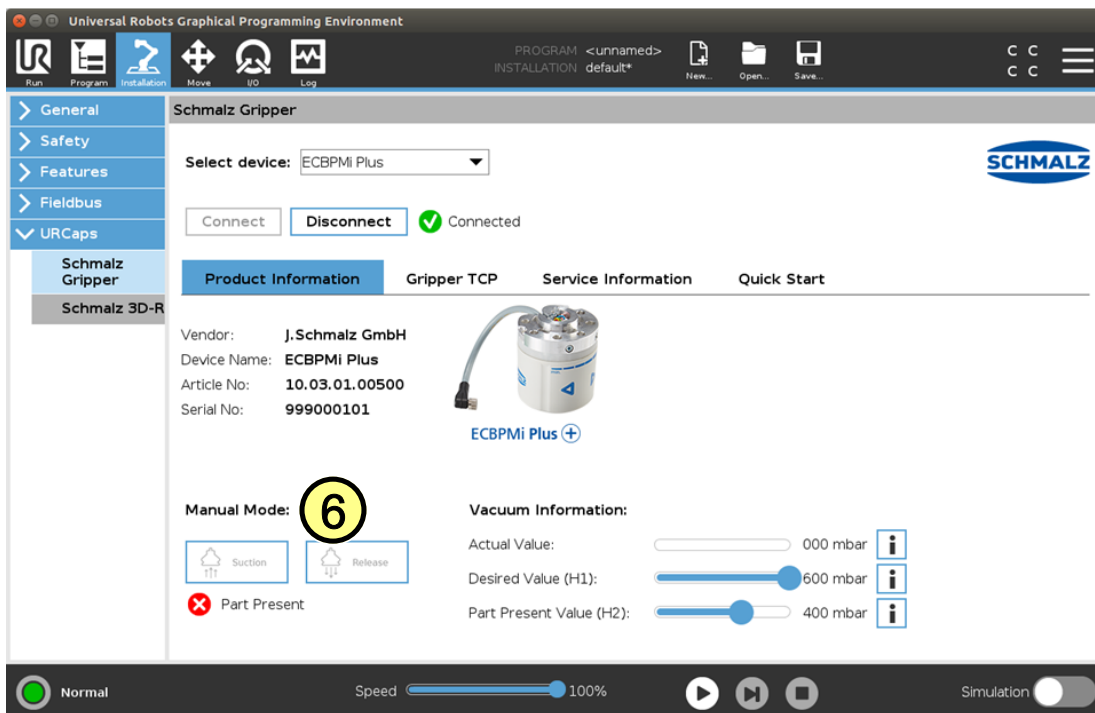 Universal Robots Graphical Programming Environment
PROGRAM <unnamed>
INSTALLATION default*
Run Program Installation Move I/O Log New... Open... Save...
C C
C C
General
Safety
Features
Fieldbus
URCaps
Schmalz
Gripper
Schmalz 3D-R
Schmalz Gripper
Select device: ECBPMi Plus
SCHMALZ
Connect Disconnect Connected
Product Information Gripper TCP Service Information Quick Start
Vendor: J.Schmalz GmbH
Device Name: ECBPMi Plus
Article No: 10.03.01.00500
Serial No: 999000101
ECBPMi Plus +
Manual Mode: 6
Suction Release
Part Present
Vacuum Information:
Actual Value: 000 mbar i
Desired Value (H1): 600 mbar i
Part Present Value (H2): 400 mbar i
Normal Speed 100% Simulation